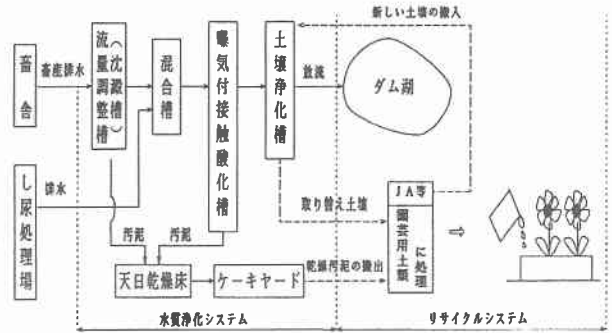 新しい土壌の搬入
畜舎
畜産排水
流量調整槽
(沈澱槽)
混合槽
曝気付接触酸化槽
土壌浄化槽
放流
ダム湖
し尿処理場
排水
取り替え土壌
JA等
園芸用土類
に処理
汚泥
汚泥
天日乾燥床
ケーキヤード
乾燥汚泥の搬出
水質浄化システム
リサイクルシステム